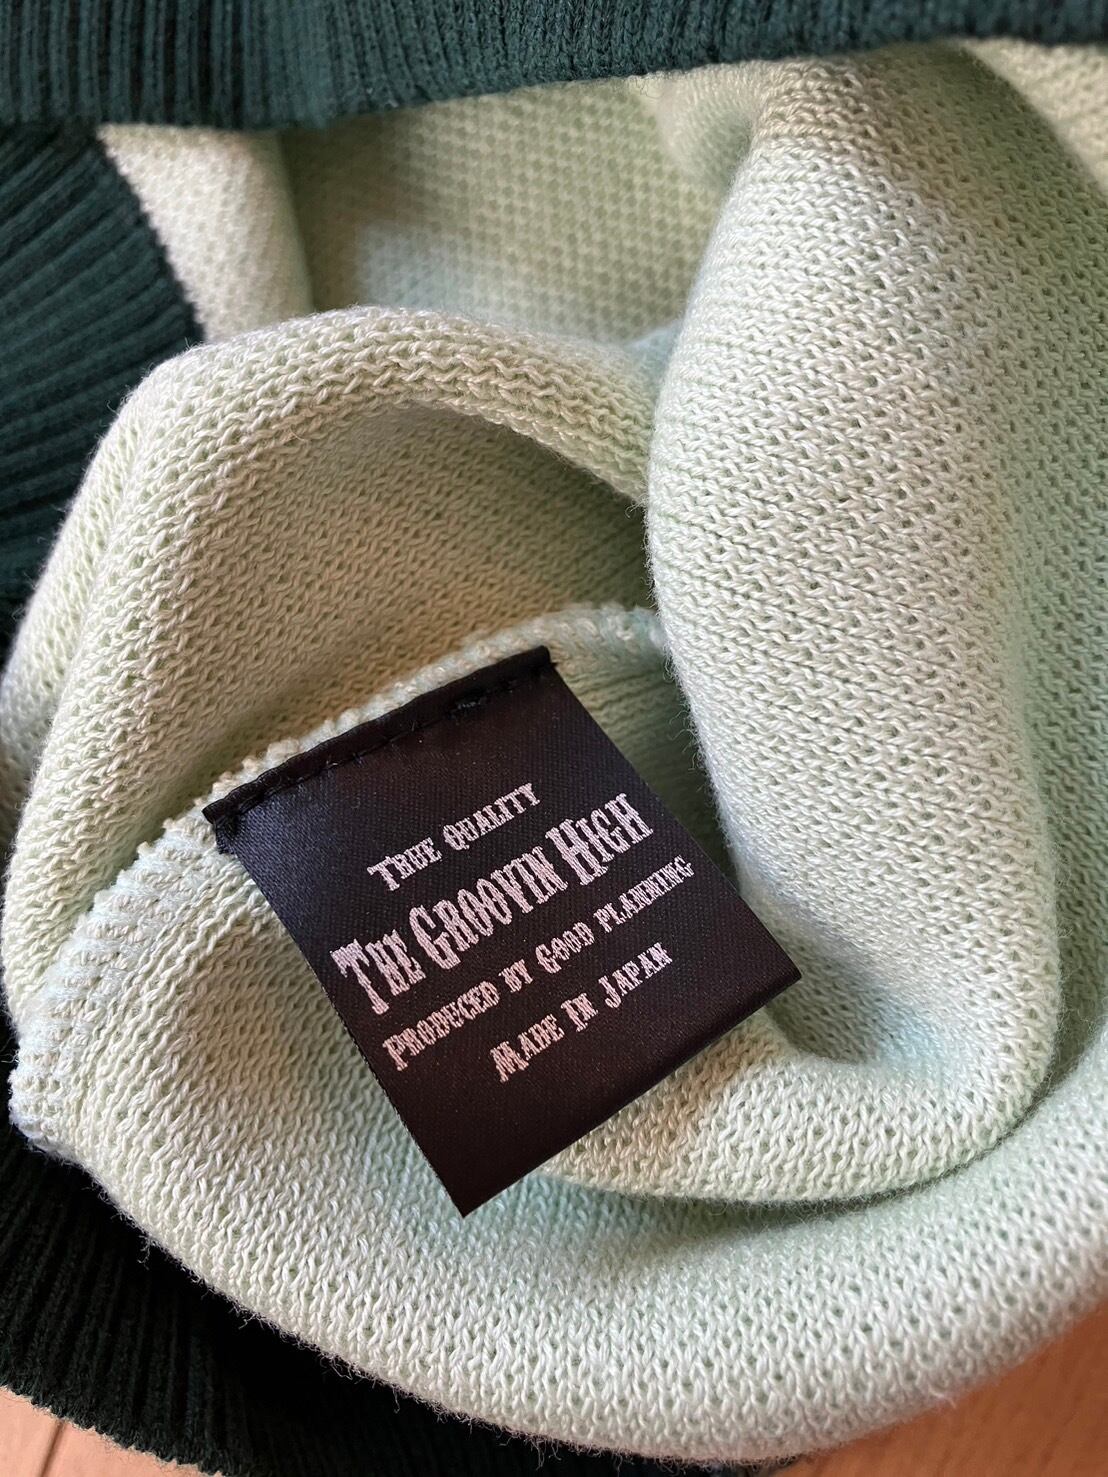 True Quality
The Groovin High
Produced by Good Planning
Made In Japan